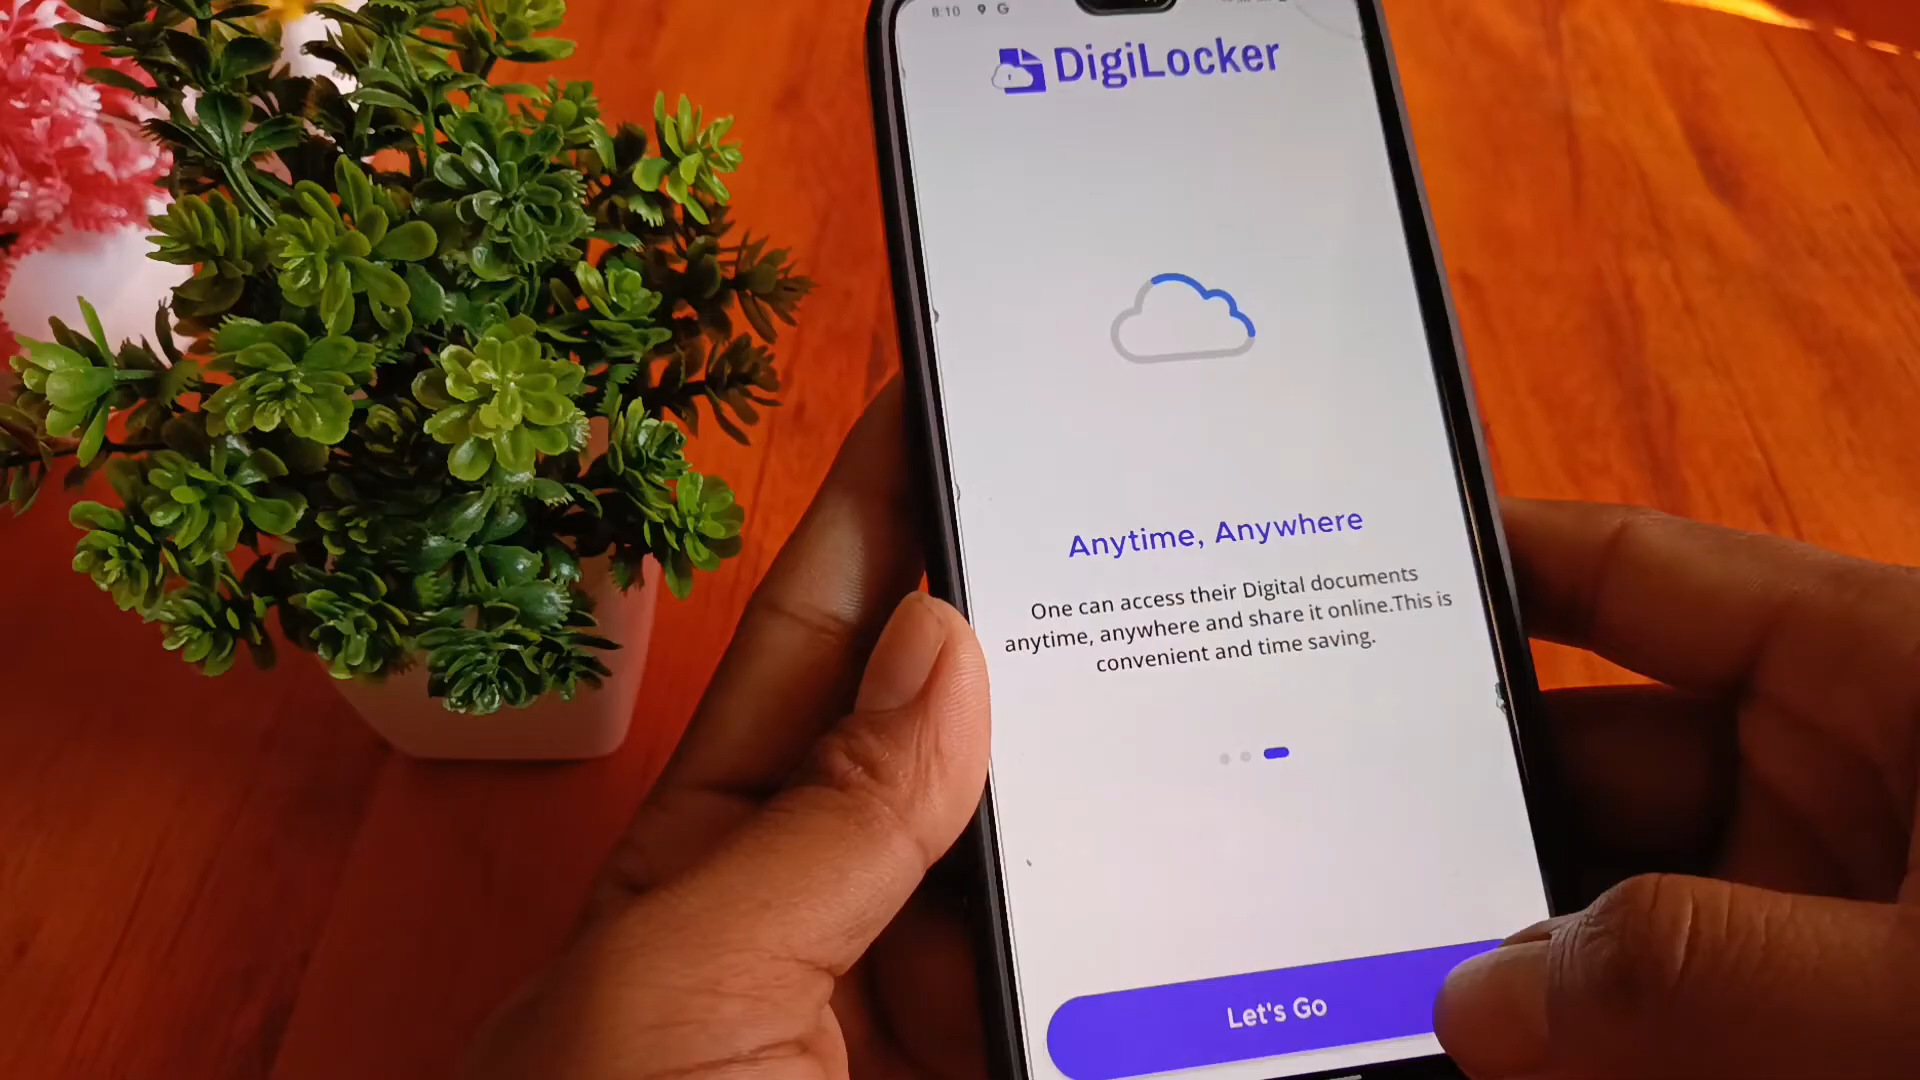 8:10 G
DigiLocker
Anytime, Anywhere
One can access their Digital documents
anytime, anywhere and share it online.This is
convenient and time saving.
Let's Go